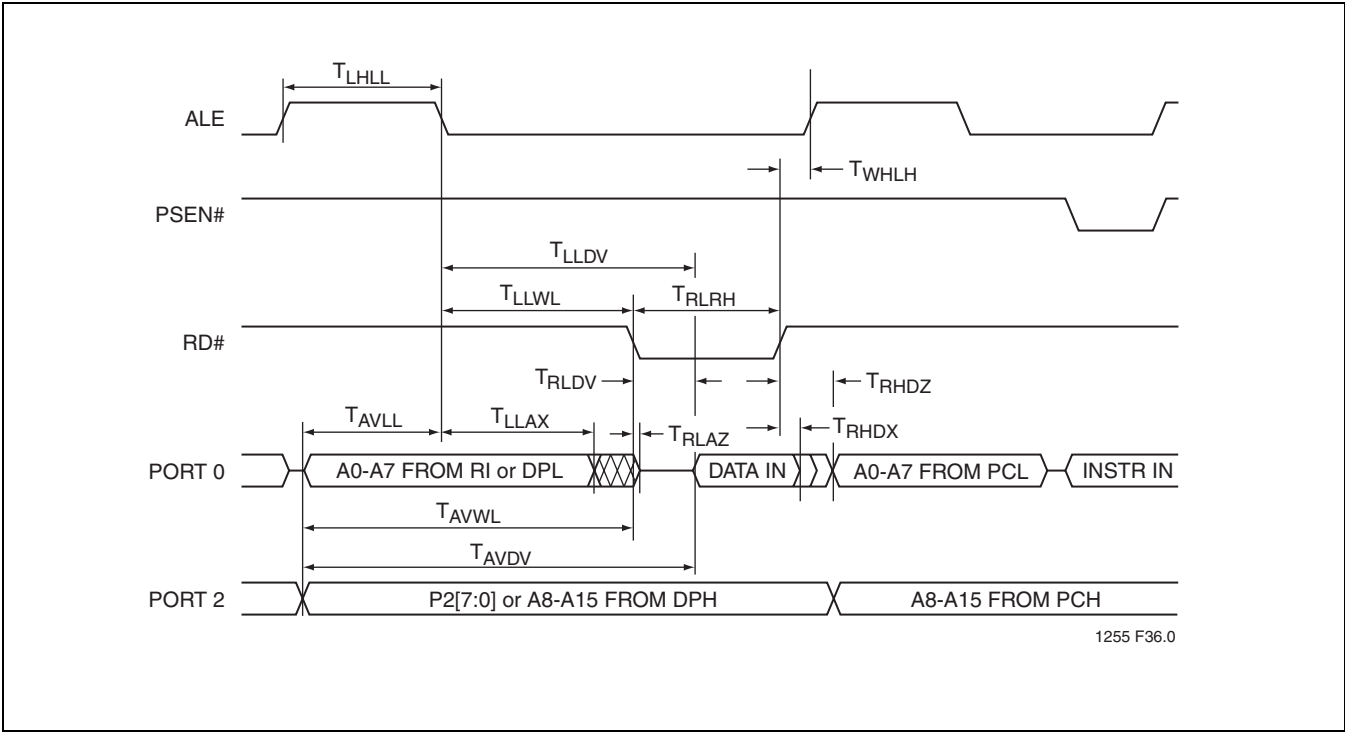 TLHLL
ALE
TWHLH
PSEN#
TLLDV
TLLWL
TRLRH
RD#
TRLDV
TRHDZ
TAVLL
TLLAX
TRLAZ
TRHDX
PORT 0
A0-A7 FROM RI or DPL
DATA IN
A0-A7 FROM PCL
INSTR IN
TAVWL
TAVDV
PORT 2
P2[7:0] or A8-A15 FROM DPH
A8-A15 FROM PCH
1255 F36.0